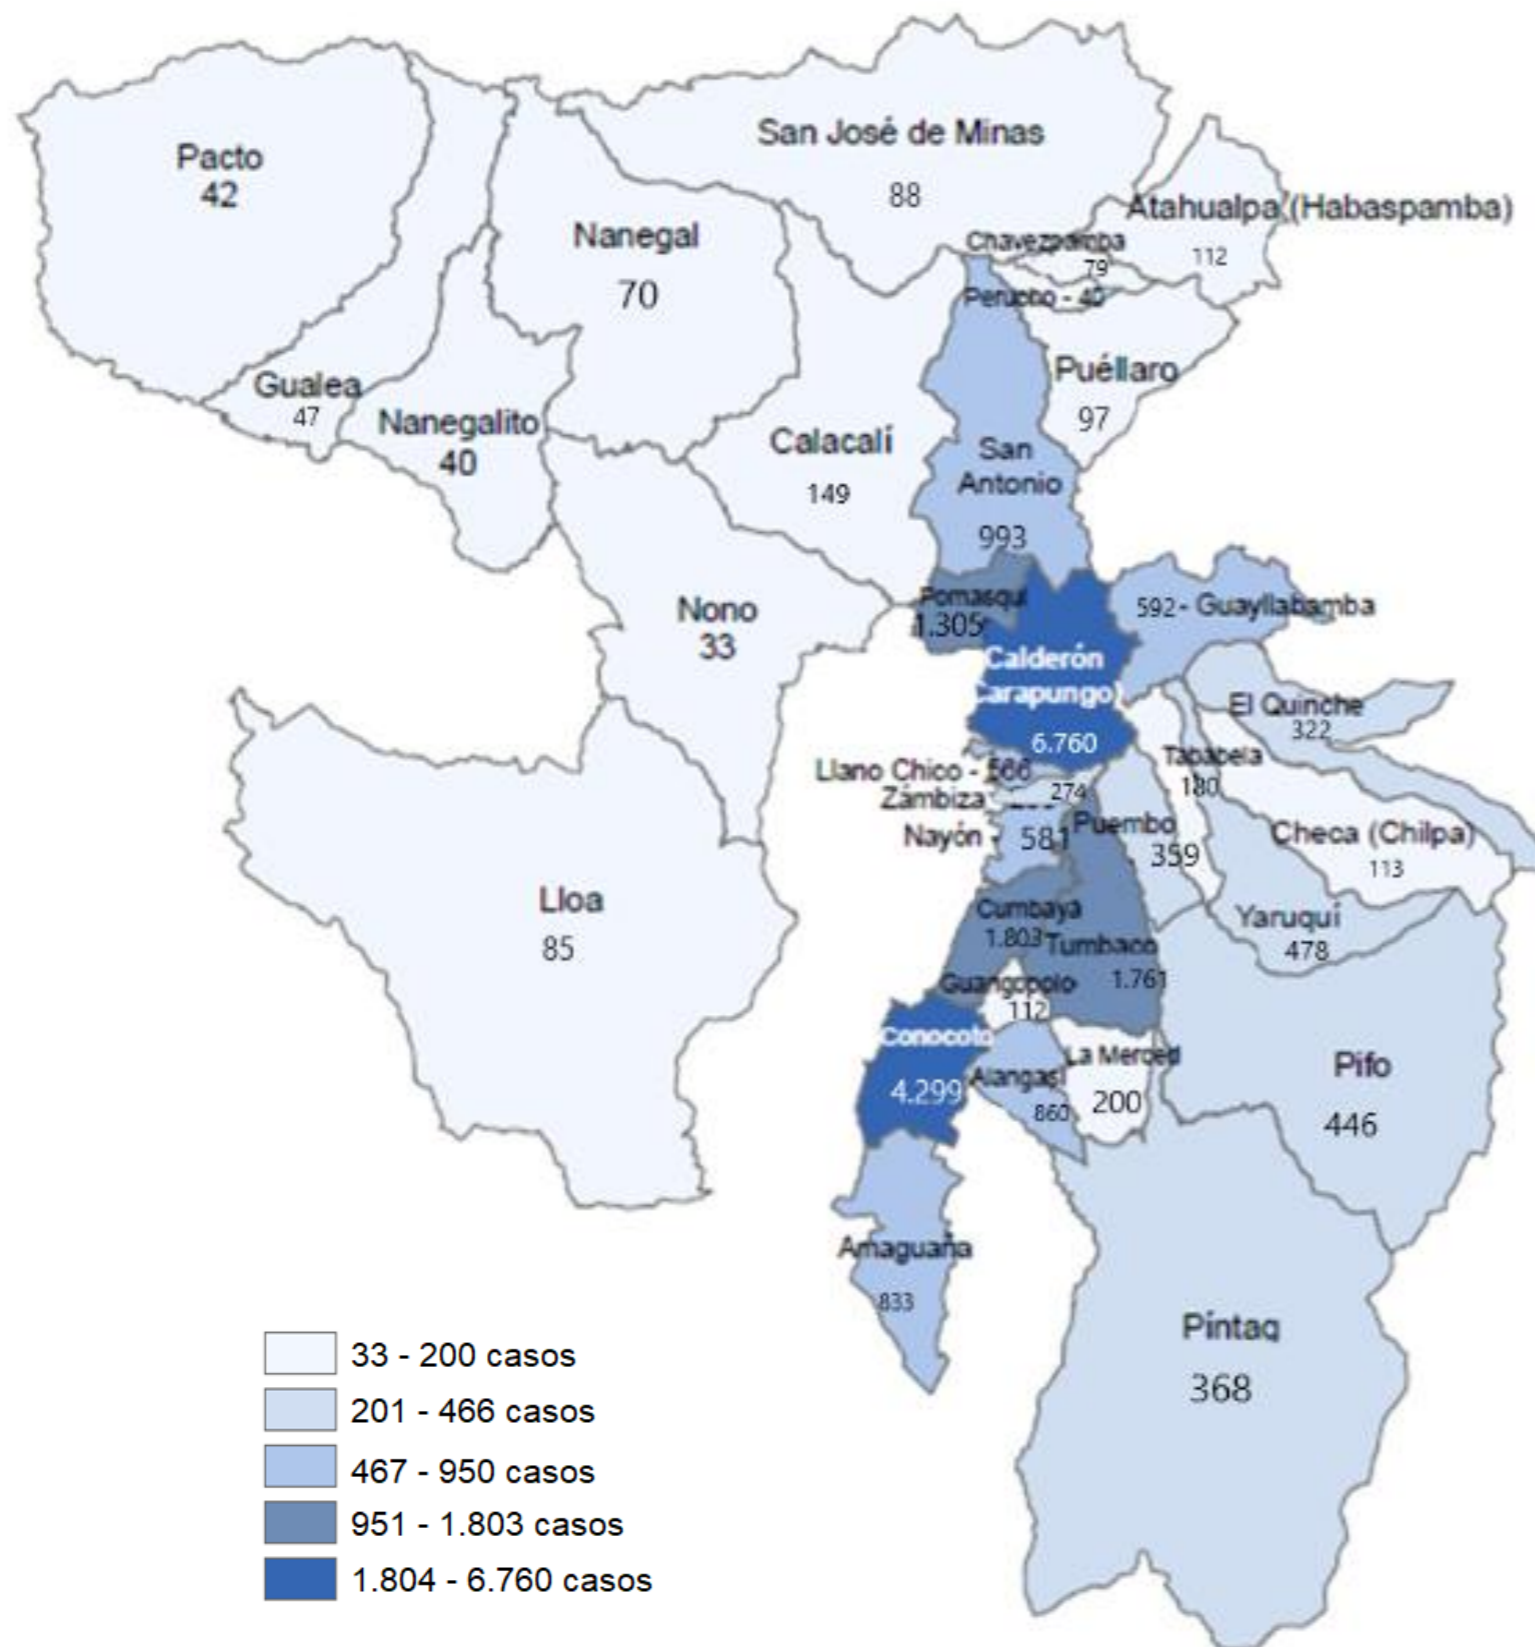 San José de Minas
88
Pacto
42
Atahualpa (Habaspamba)
112
Nanegal
70
Chavezpamba
79
Perucho - 40
Puéllaro
97
Gualea
47
Nanegalito
40
Calacalí
149
San
Antonio
993
Nono
33
Pomasqui
1.305
592 - Guayllabamba
Calderón
(Carapungo)
6.760
El Quinche
322
Tababela
180
Llano Chico - 566
Zámbiza
274
Nayón - 581
Puembo
359
Checa (Chilpa)
113
Lloa
85
Cumbayá
1.803
Tumbaco
1.761
Yaruquí
478
Guangopolo
112
Conocoto
4.299
Alangasí
860
La Merced
200
Pifo
446
Amaguaña
833
Píntag
368
33 - 200 casos
201 - 466 casos
467 - 950 casos
951 - 1.803 casos
1.804 - 6.760 casos